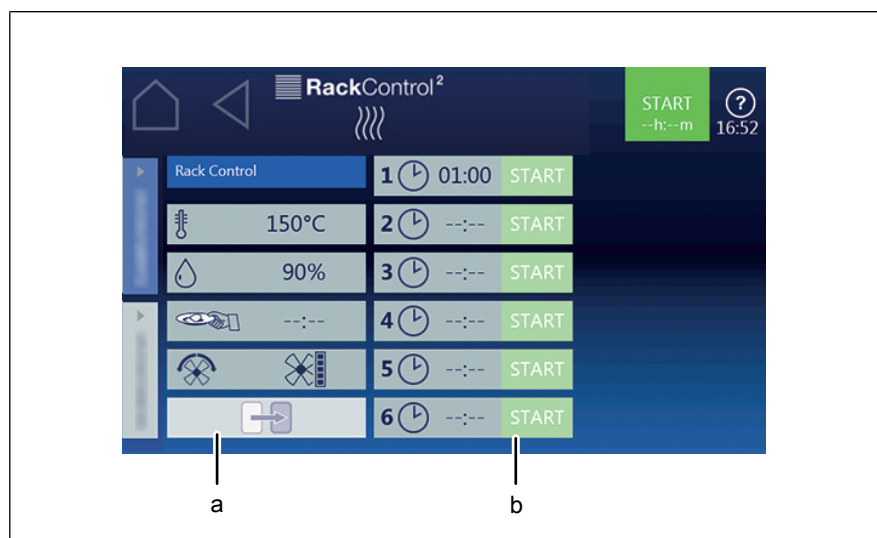 RackControl²
START
--h:--m
?
16:52
Rack Control
1 01:00 START
150°C
2 --:-- START
90%
3 --:-- START
--:--
4 --:-- START
5 --:-- START
6 --:-- START
a
b